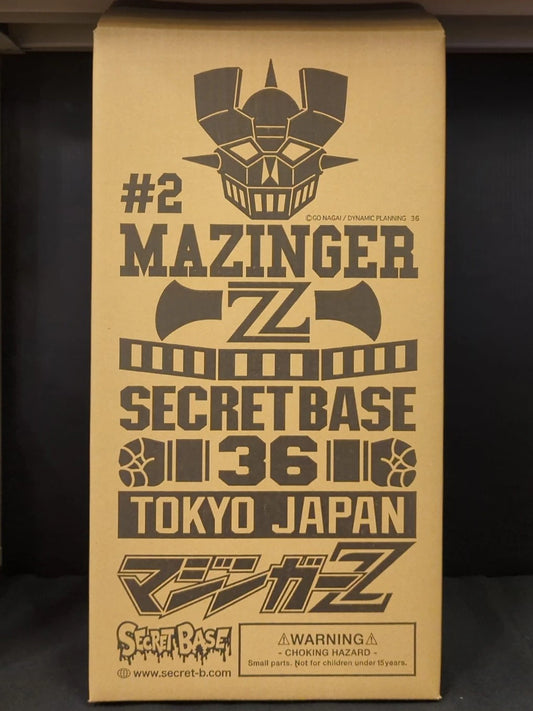 #2
©GO NAGAI / DYNAMIC PLANNING 36
MAZINGER
Z
SECRET BASE
36
TOKYO JAPAN
マジンガーZ
SECRET BASE
www.secret-b.com
⚠WARNING⚠
- CHOKING HAZARD -
Small parts. Not for children under 15years.